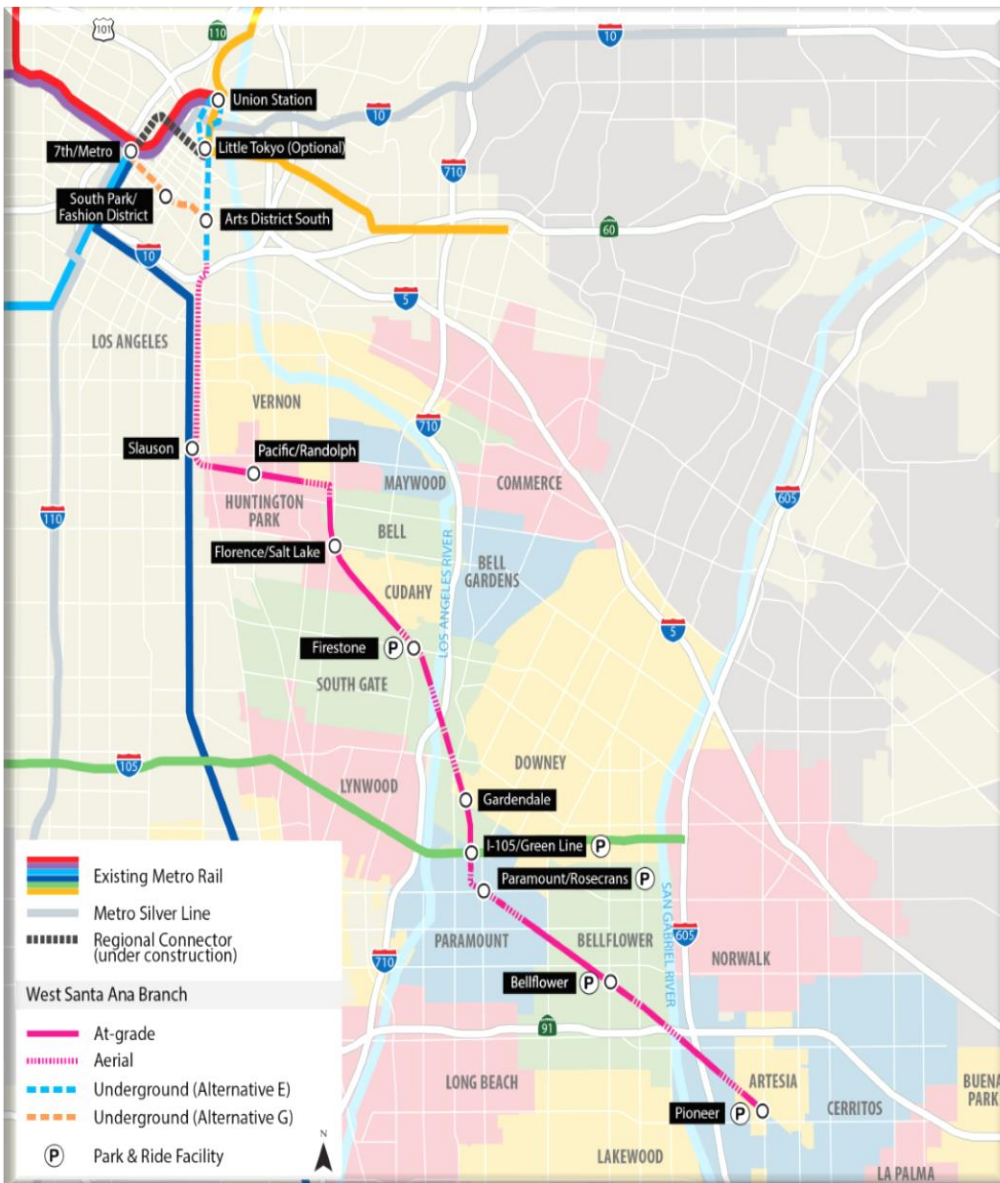 101
110
10
Union Station
10
7th/Metro
Little Tokyo (Optional)
710
South Park/
Fashion District
Arts District South
60
10
5
LOS ANGELES
VERNON
710
Slauson
Pacific/Randolph
MAYWOOD
COMMERCE
605
HUNTINGTON
PARK
110
BELL
Florence/Salt Lake
BELL
GARDENS
CUDAHY
LOS ANGELES RIVER
5
Firestone P
SOUTH GATE
105
DOWNEY
LYNWOOD
Gardendale
I-105/Green Line P
Paramount/Rosecrans P
SAN GABRIEL RIVER
605
PARAMOUNT
BELLFLOWER
710
NORWALK
Bellflower P
91
LONG BEACH
ARTESIA
BUENA
PARK
CERRITOS
Pioneer P
LAKEWOOD
LA PALMA
Existing Metro Rail
Metro Silver Line
Regional Connector
(under construction)
West Santa Ana Branch
At-grade
Aerial
Underground (Alternative E)
Underground (Alternative G)
P Park & Ride Facility
N